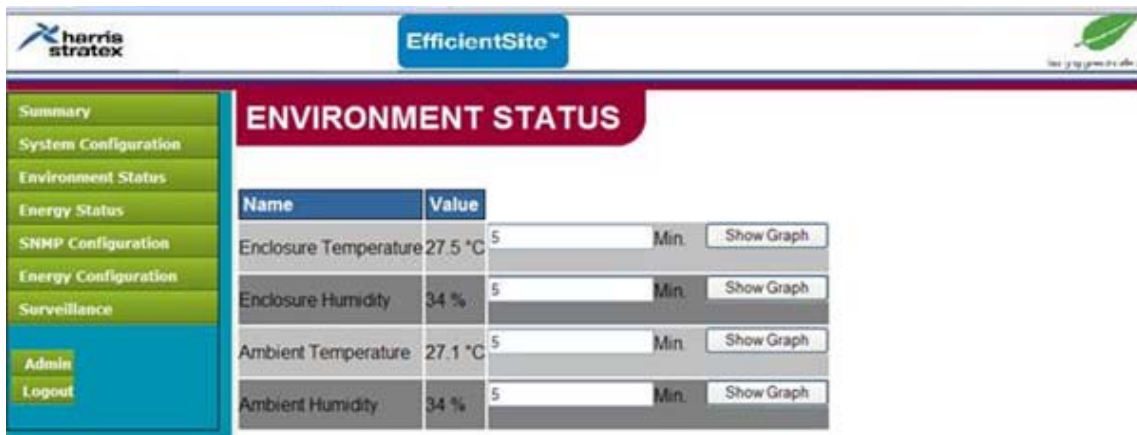 harris
stratex
EfficientSite™
Summary
System Configuration
Environment Status
Energy Status
SNMP Configuration
Energy Configuration
Surveillance
Admin
Logout
ENVIRONMENT STATUS
Name Value
Enclosure Temperature 27.5 °C 5 Min. Show Graph
Enclosure Humidity 34 % 5 Min. Show Graph
Ambient Temperature 27.1 °C 5 Min. Show Graph
Ambient Humidity 34 % 5 Min. Show Graph